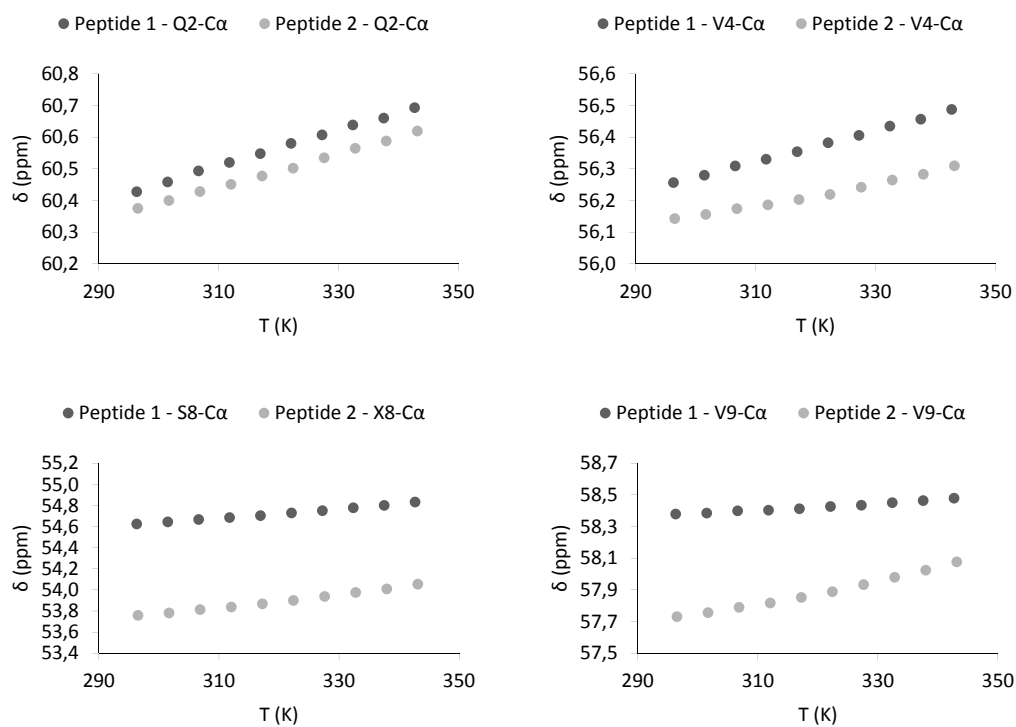 Peptide 1 - Q2-Cα Peptide 2 - Q2-Cα
60,8
60,7
60,6
60,5
60,4
60,3
60,2
δ (ppm)
290 310 330 350
T (K)
Peptide 1 - V4-Cα Peptide 2 - V4-Cα
56,6
56,5
56,4
56,3
56,2
56,1
56,0
δ (ppm)
290 310 330 350
T (K)
Peptide 1 - S8-Cα Peptide 2 - X8-Cα
55,2
55,0
54,8
54,6
54,4
54,2
54,0
53,8
53,6
53,4
δ (ppm)
290 310 330 350
T (K)
Peptide 1 - V9-Cα Peptide 2 - V9-Cα
58,7
58,5
58,3
58,1
57,9
57,7
57,5
δ (ppm)
290 310 330 350
T (K)